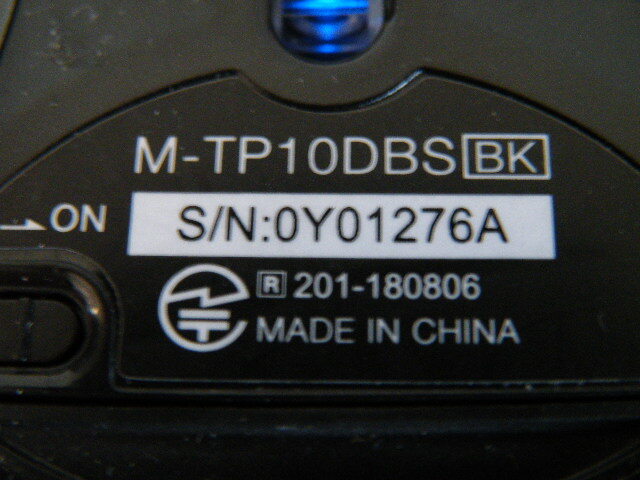 M-TP10DBS BK
ON
S/N:0Y01276A
R 201-180806
MADE IN CHINA